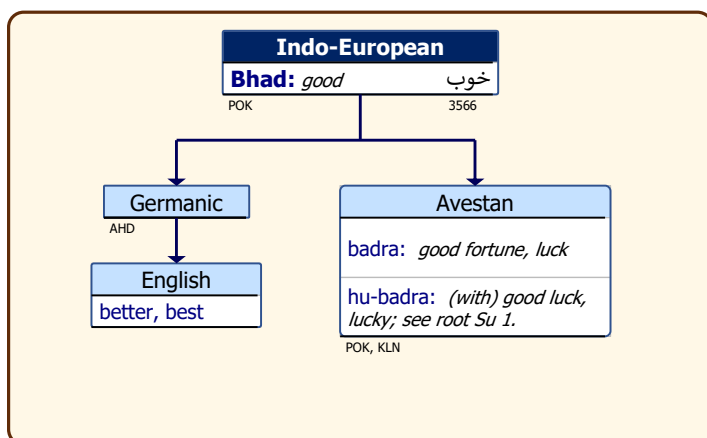 Indo-European
Bhad: good خوب
POK 3566
Germanic
AHD
English
better, best
Avestan
badra: good fortune, luck
hu-badra: (with) good luck,
lucky; see root Su 1.
POK, KLN